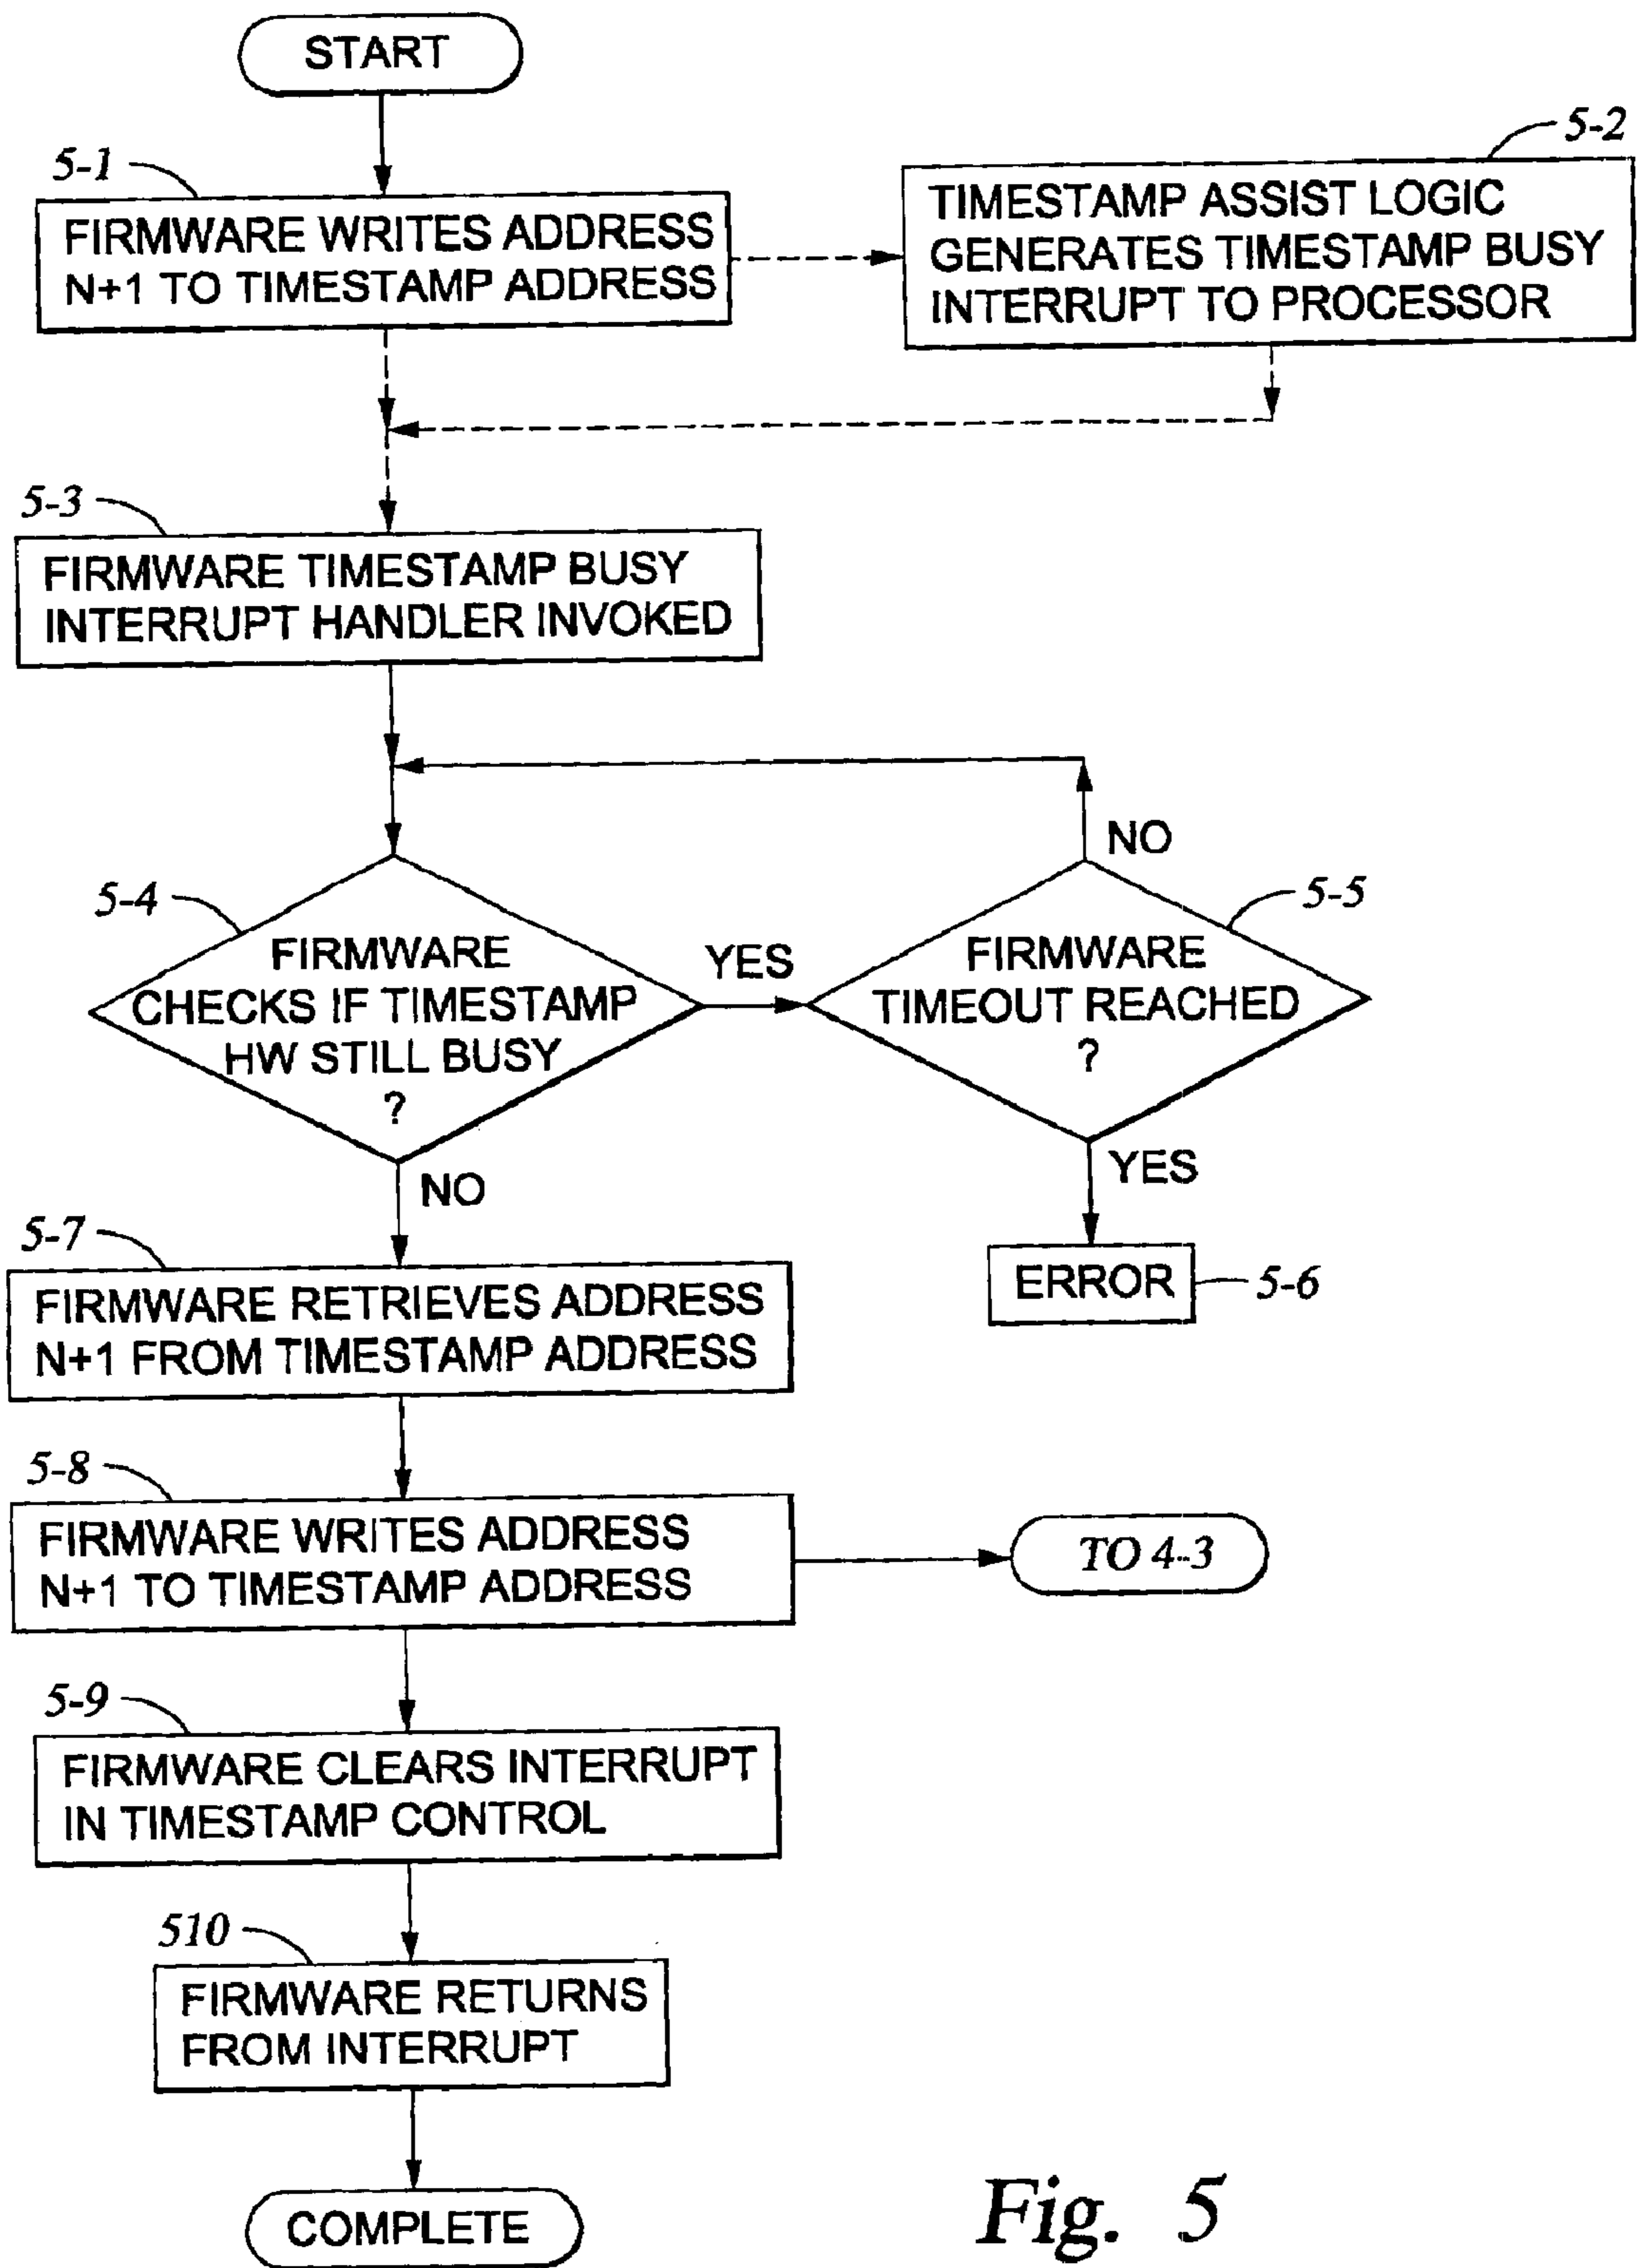 START
5-1
FIRMWARE WRITES ADDRESS
N+1 TO TIMESTAMP ADDRESS
5-2
TIMESTAMP ASSIST LOGIC
GENERATES TIMESTAMP BUSY
INTERRUPT TO PROCESSOR
5-3
FIRMWARE TIMESTAMP BUSY
INTERRUPT HANDLER INVOKED
5-4
FIRMWARE
CHECKS IF TIMESTAMP
HW STILL BUSY
?
YES
NO
5-5
FIRMWARE
TIMEOUT REACHED
?
NO
YES
ERROR
5-6
5-7
FIRMWARE RETRIEVES ADDRESS
N+1 FROM TIMESTAMP ADDRESS
5-8
FIRMWARE WRITES ADDRESS
N+1 TO TIMESTAMP ADDRESS
TO 4-3
5-9
FIRMWARE CLEARS INTERRUPT
IN TIMESTAMP CONTROL
510
FIRMWARE RETURNS
FROM INTERRUPT
COMPLETE
Fig. 5